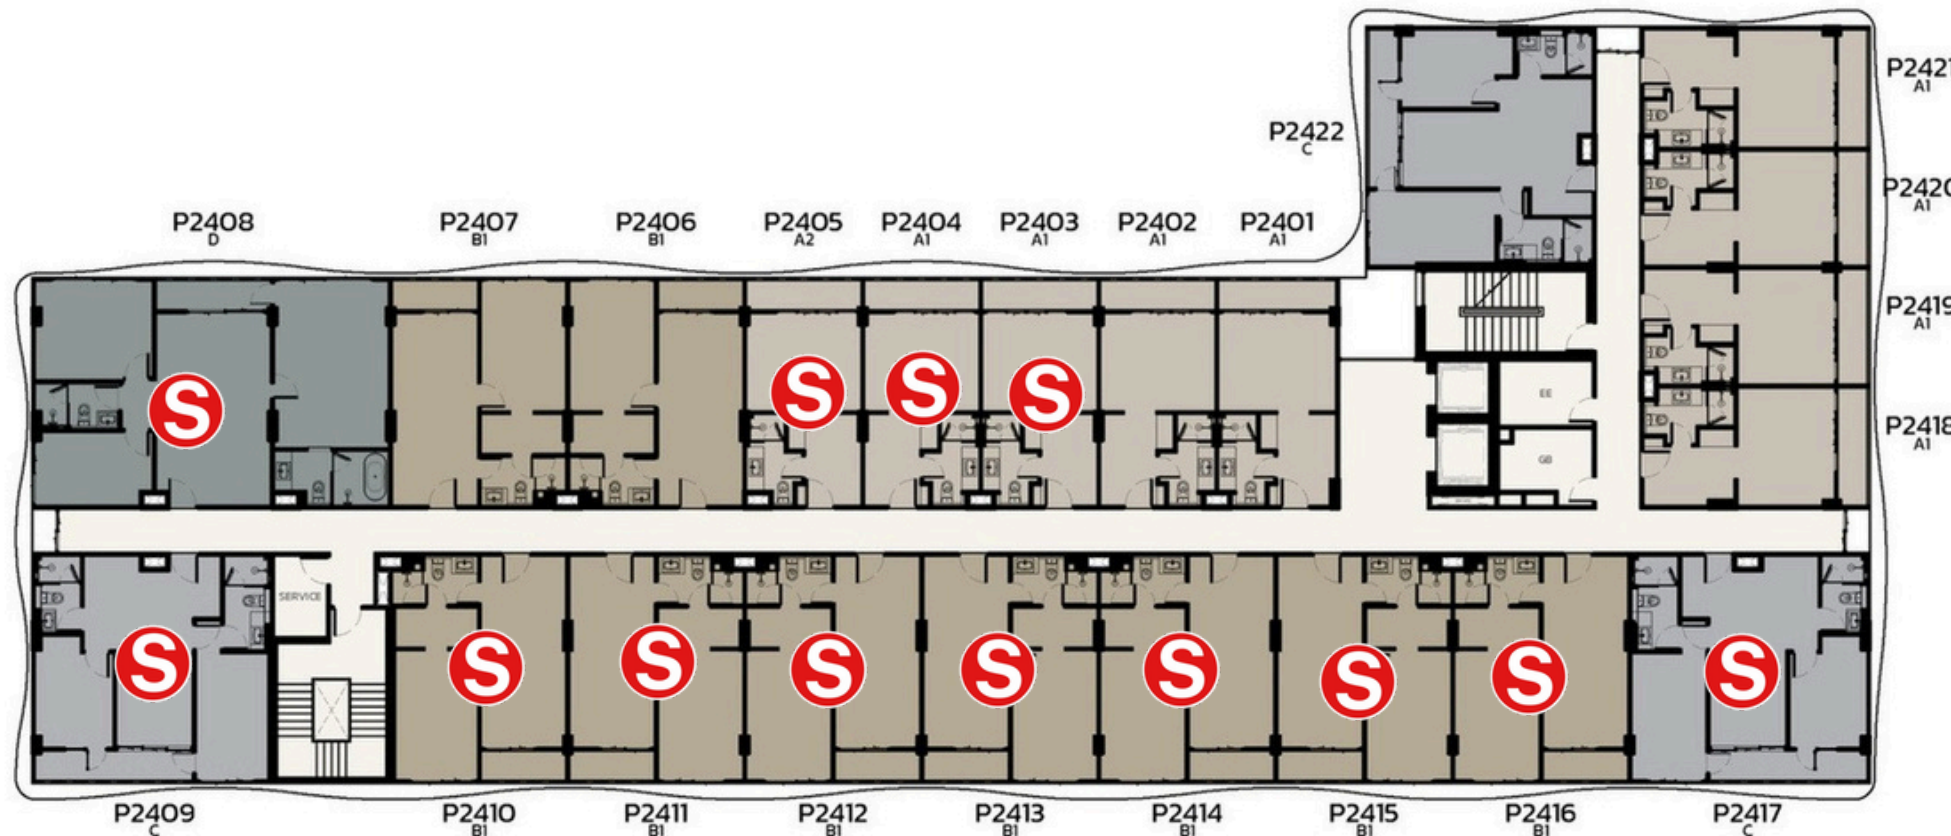 P2421
A1
P2422
C
P2420
A1
P2408
D
P2407
B1
P2406
B1
P2405
A2
P2404
A1
P2403
A1
P2402
A1
P2401
A1
P2419
A1
S
S
S
S
EE
P2418
A1
GB
SERVICE
S
S
S
S
S
S
S
S
S
X
P2409
C
P2410
B1
P2411
B1
P2412
B1
P2413
B1
P2414
B1
P2415
B1
P2416
B1
P2417
C